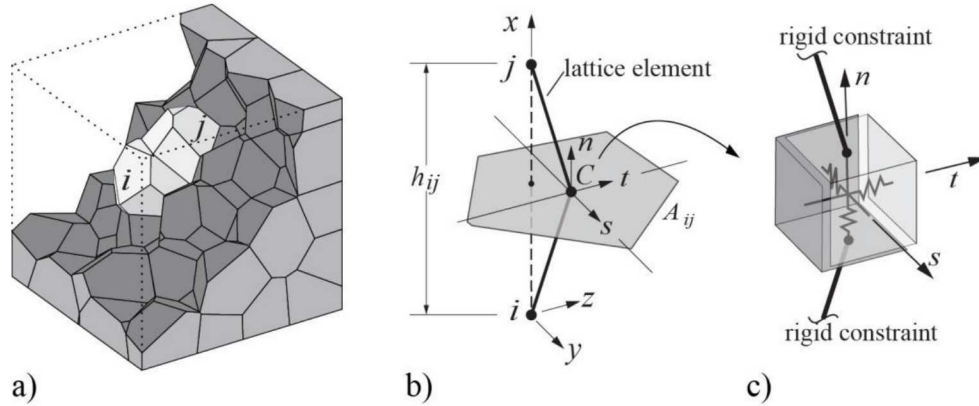 i
j
a)
x
j
lattice element
h_ij
n
C
t
s
A_ij
i
z
y
b)
rigid constraint
n
t
s
rigid constraint
c)